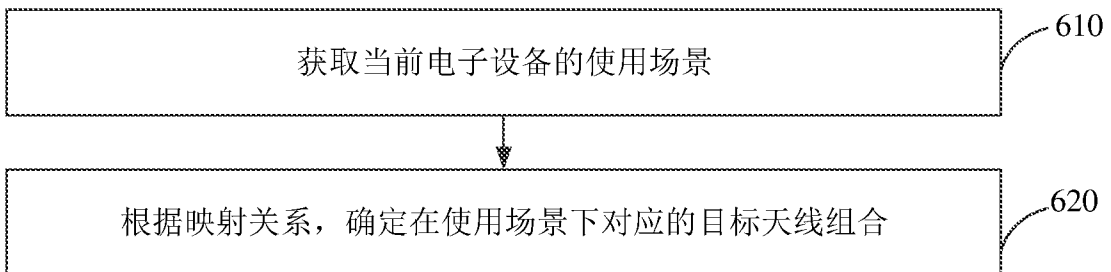 获取当前电子设备的使用场景
610
根据映射关系，确定在使用场景下对应的目标天线组合
620